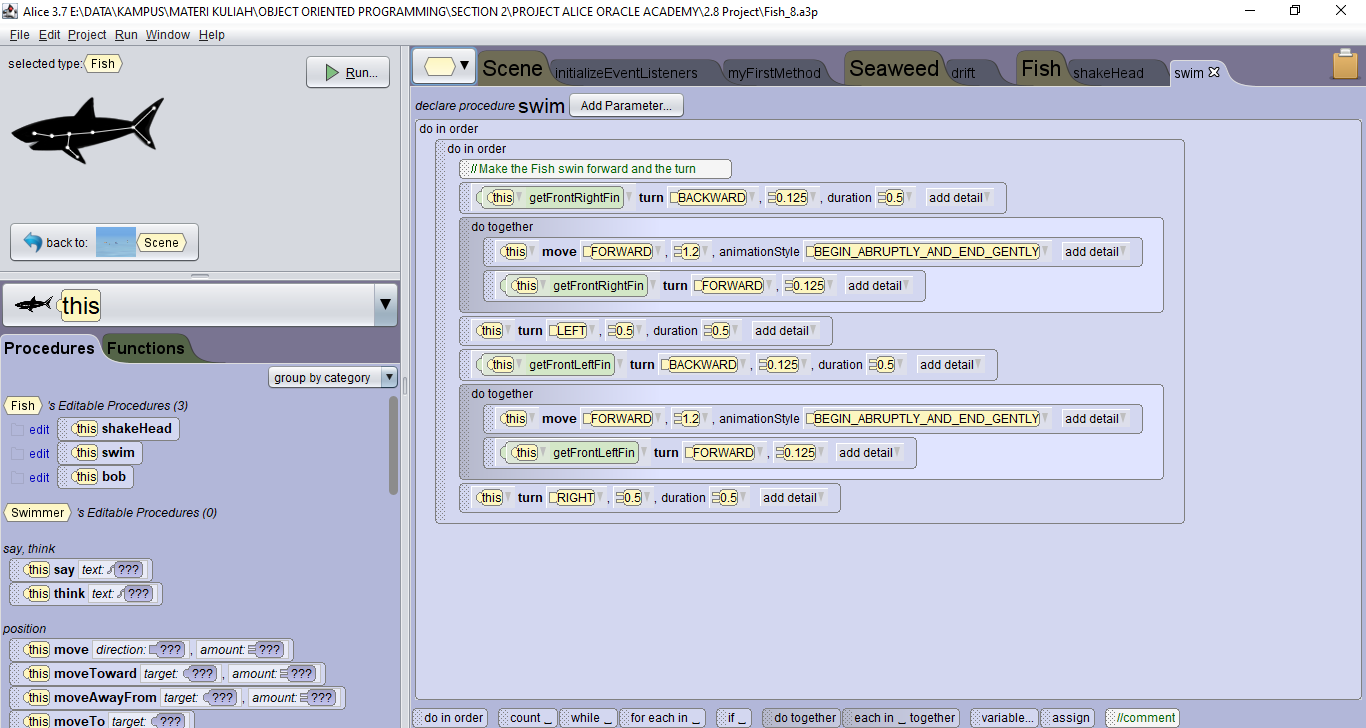 Alice 3.7 E:\DATA\KAMPUS\MATERI KULIAH\OBJECT ORIENTED PROGRAMMING\SECTION 2\PROJECT ALICE ORACLE ACADEMY\2.8 Project\Fish_8.a3p
File Edit Project Run Window Help
selected type: Fish
Run...
back to: Scene
this
Procedures Functions
group by category
Fish 's Editable Procedures (3)
edit this shakeHead
edit this swim
edit this bob
Swimmer 's Editable Procedures (0)
say, think
this say text: ???
this think text: ???
position
this move direction: ??? , amount: ???
this moveToward target: ??? , amount: ???
this moveAwayFrom target: ??? , amount: ???
this moveTo target: ???
Scene initializeEventListeners myFirstMethod Seaweed drift Fish shakeHead swim
declare procedure swim Add Parameter...
do in order
do in order
// Make the Fish swin forward and the turn
this getFrontRightFin turn BACKWARD , 0.125 , duration 0.5 add detail
do together
this move FORWARD , 1.2 , animationStyle BEGIN_ABRUPTLY_AND_END_GENTLY add detail
this getFrontRightFin turn FORWARD , 0.125 add detail
this turn LEFT , 0.5 , duration 0.5 add detail
this getFrontLeftFin turn BACKWARD , 0.125 , duration 0.5 add detail
do together
this move FORWARD , 1.2 , animationStyle BEGIN_ABRUPTLY_AND_END_GENTLY add detail
this getFrontLeftFin turn FORWARD , 0.125 add detail
this turn RIGHT , 0.5 , duration 0.5 add detail
do in order count _ while _ for each in _ if _ do together each in _ together variable... assign //comment